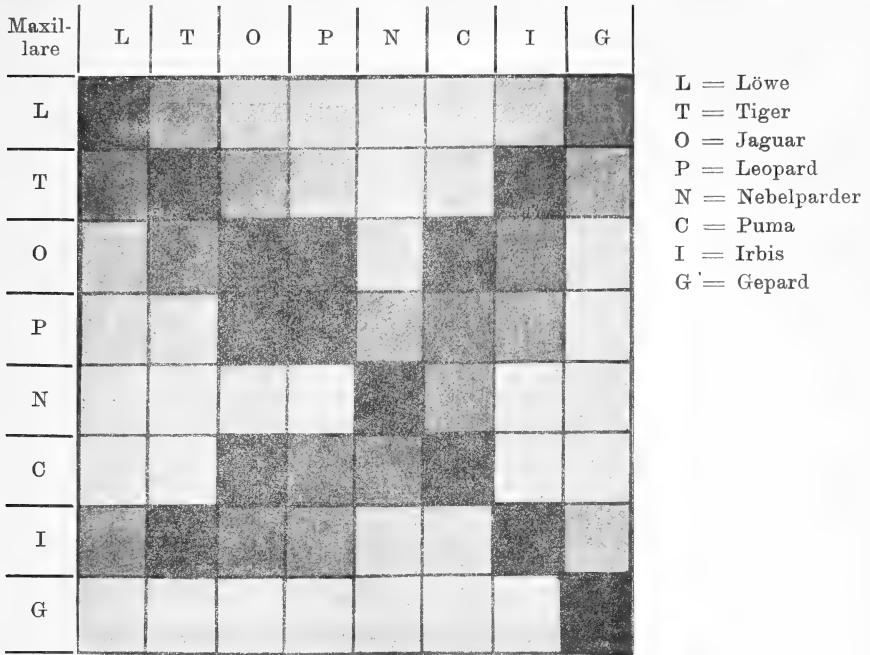 Maxil-
lare
L T O P N C I G
L
T
O
P
N
C
I
G
L = Löwe
T = Tiger
O = Jaguar
P = Leopard
N = Nebelparder
C = Puma
I = Irbis
G = Gepard